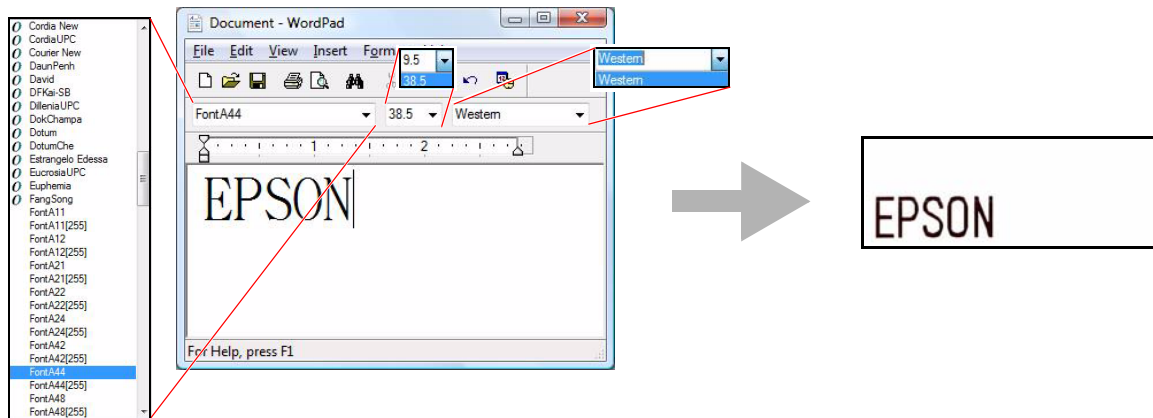 Cordia New
CordiaUPC
Courier New
DaunPenh
David
DFKai-SB
DilleniaUPC
DokChampa
Dotum
DotumChe
Estrangelo Edessa
EucrosiaUPC
Euphemia
FangSong
FontA11
FontA11[255]
FontA12
FontA12[255]
FontA21
FontA21[255]
FontA22
FontA22[255]
FontA24
FontA24[255]
FontA42
FontA42[255]
FontA44
FontA44[255]
FontA48
FontA48[255]
Document - WordPad
File Edit View Insert Form
9.5
38.5
Western
Western
FontA44 38.5 Western
1 2
EPSON
For Help, press F1
EPSON